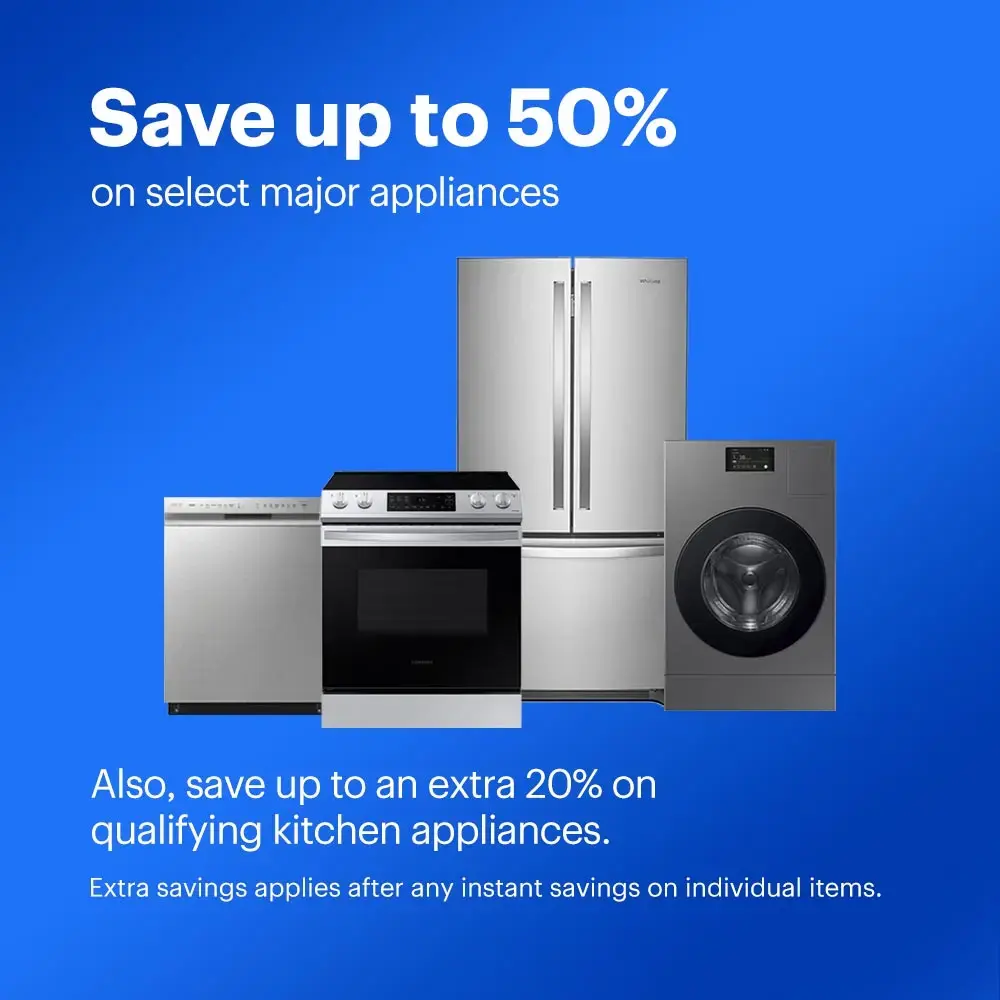 Save up to 50%
on select major appliances
Also, save up to an extra 20% on
qualifying kitchen appliances.
Extra savings applies after any instant savings on individual items.